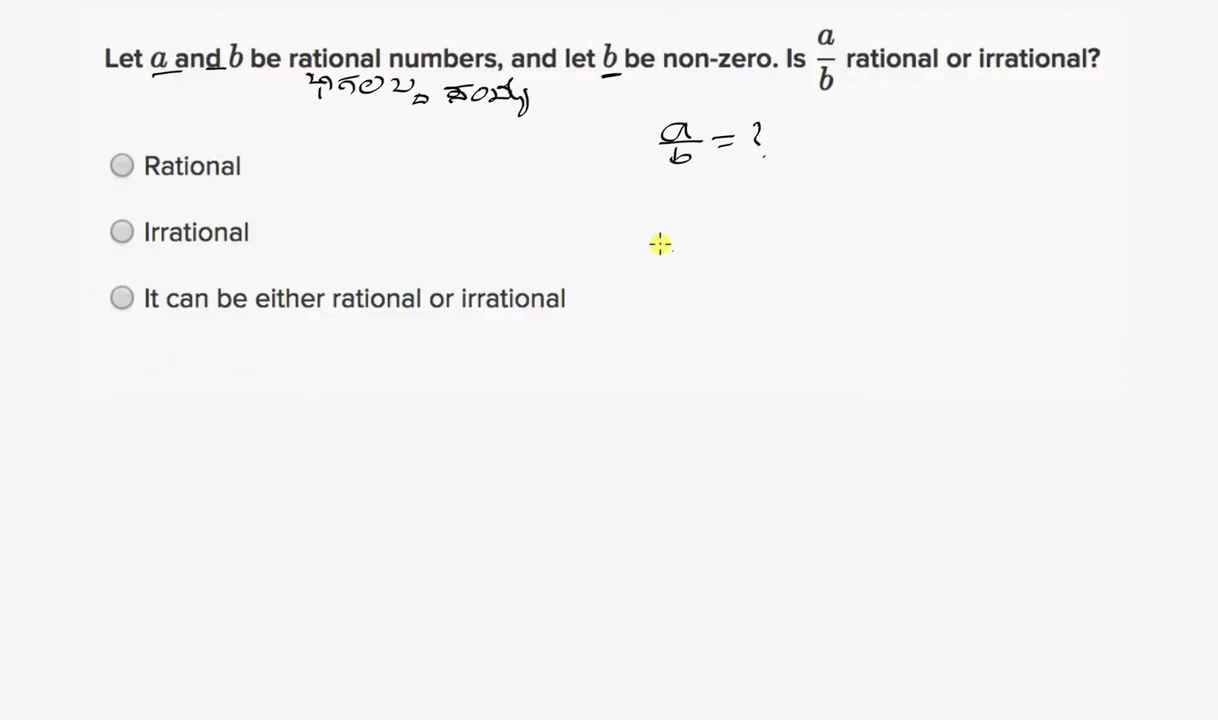 Let a and b be rational numbers, and let b be non-zero. Is a/b rational or irrational?
ಭಾಗಲಬ್ಧ ಸಂಖ್ಯೆ
a/b = ?
Rational
Irrational
It can be either rational or irrational